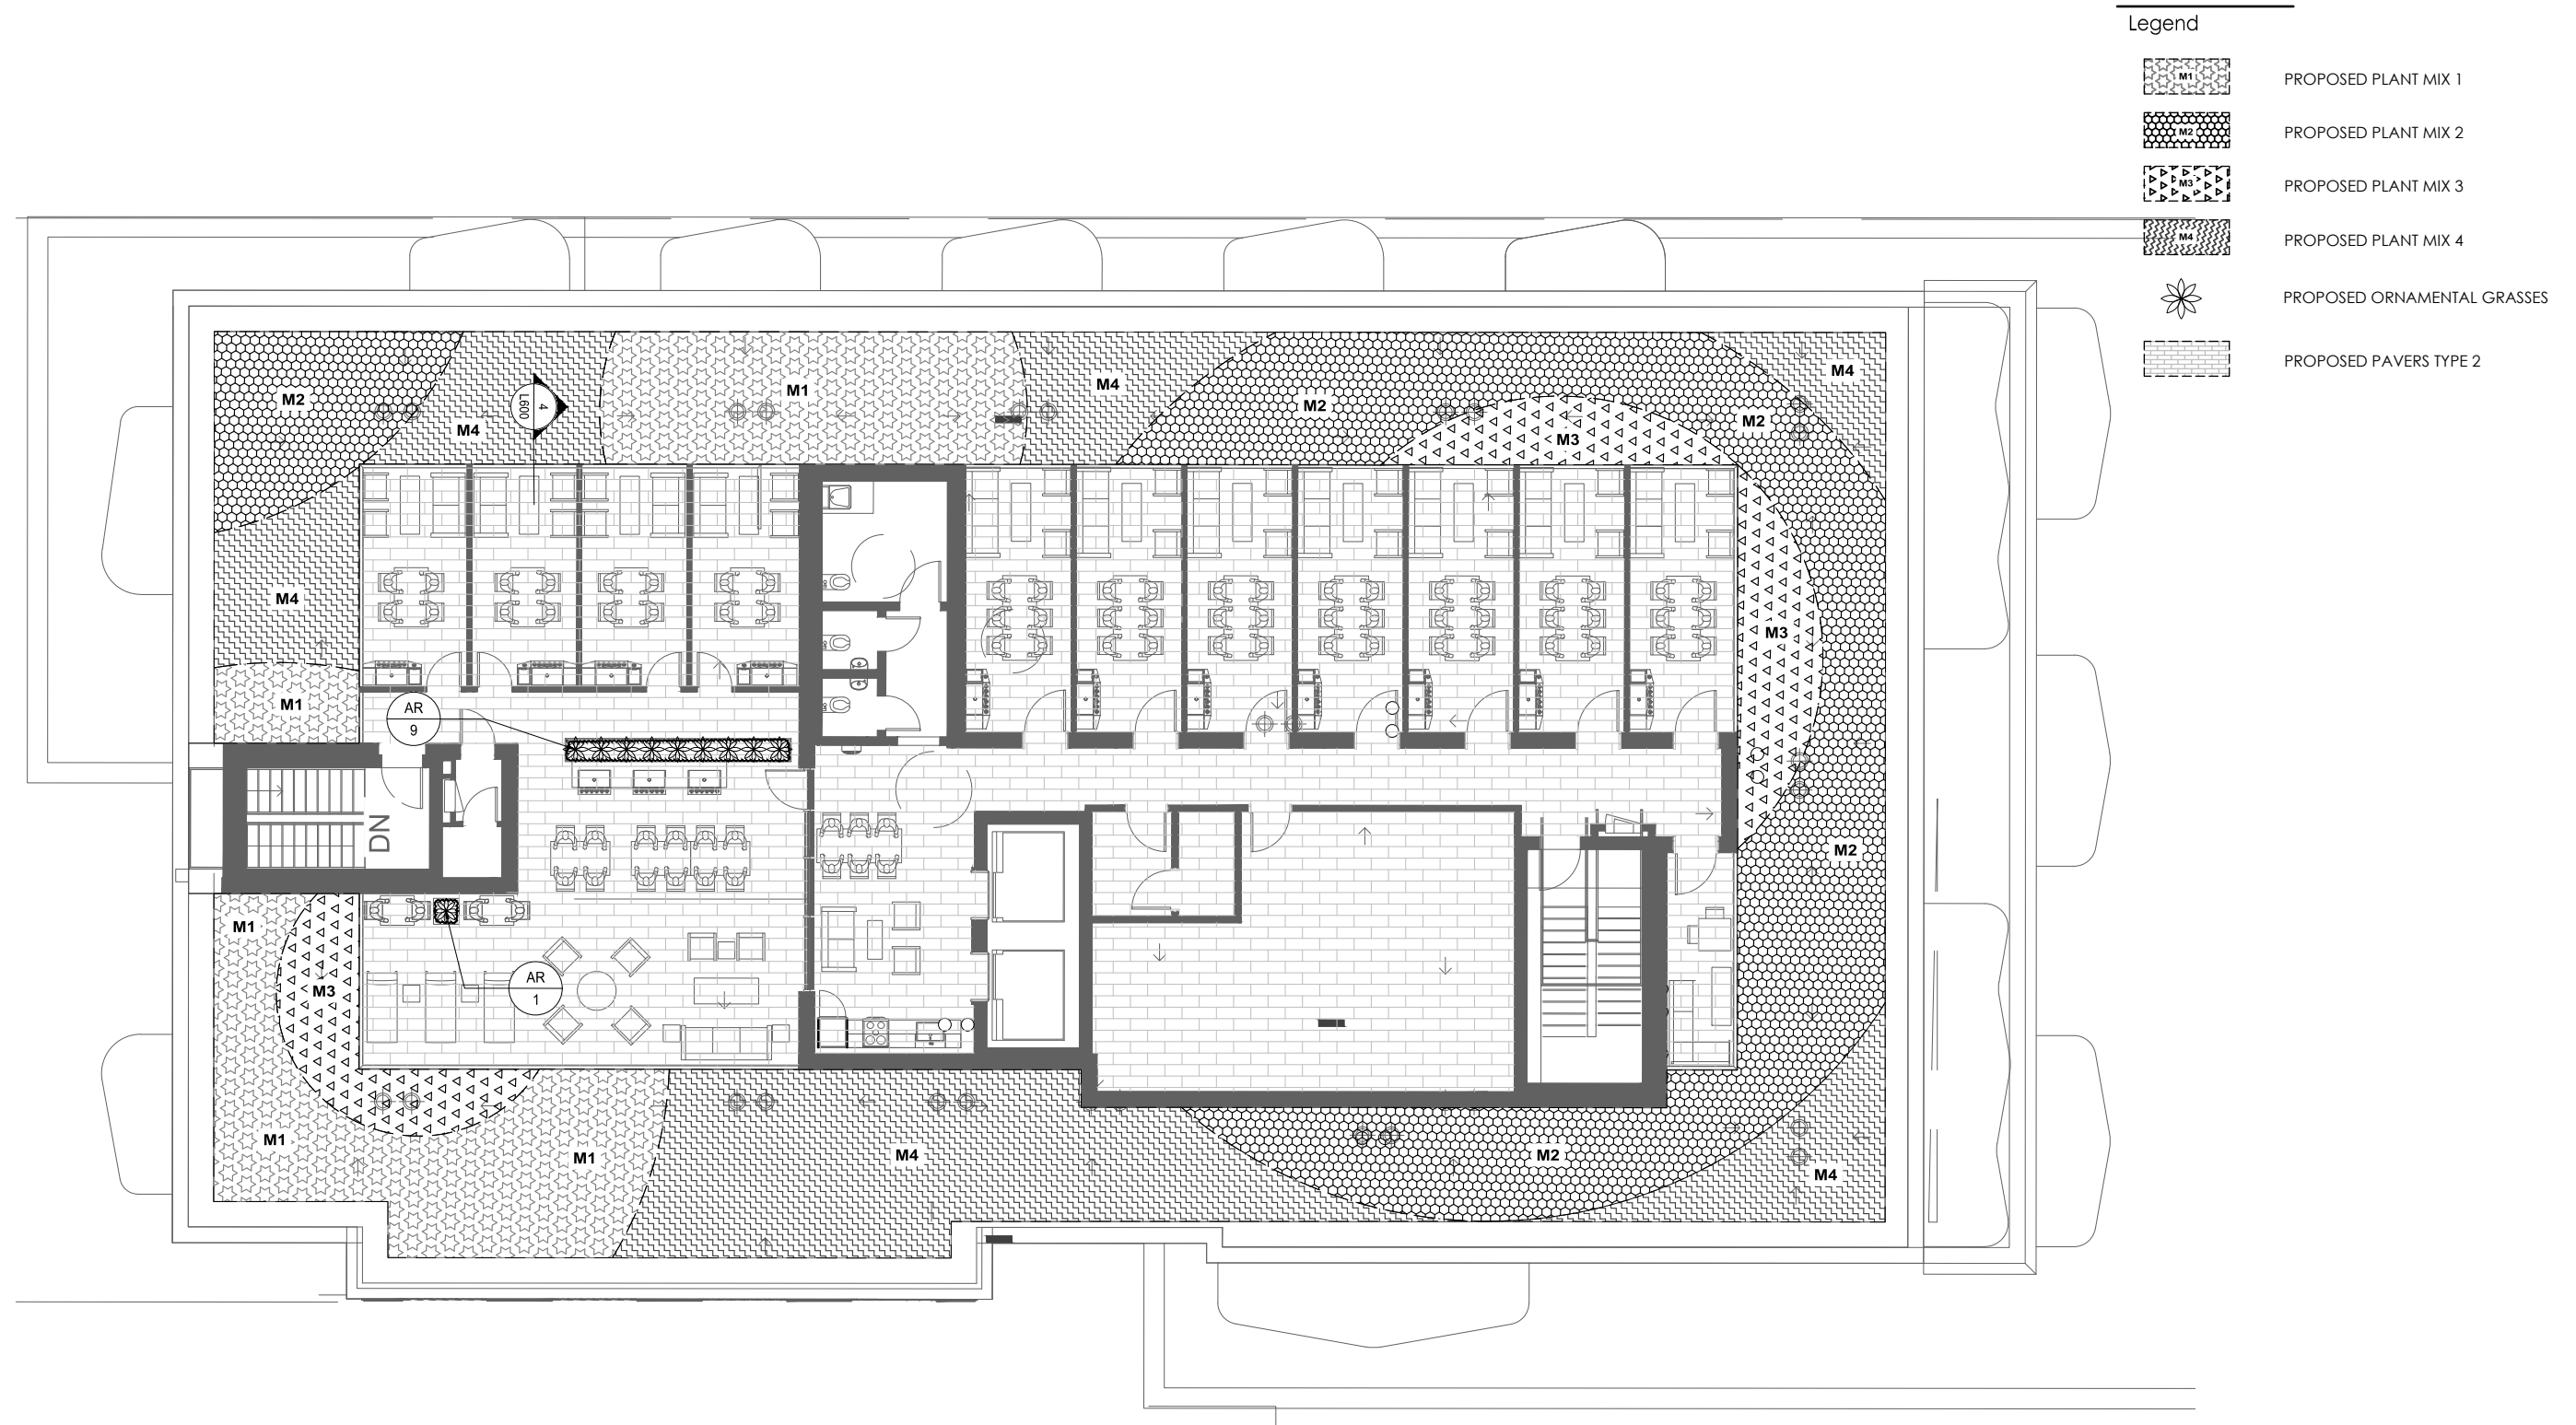 Legend
M1 PROPOSED PLANT MIX 1
M2 PROPOSED PLANT MIX 2
M3 PROPOSED PLANT MIX 3
M4 PROPOSED PLANT MIX 4
PROPOSED ORNAMENTAL GRASSES
PROPOSED PAVERS TYPE 2
M4
M1
M4
M2
M2
M4
M2
M4
4
L600
M3
M4
M3
M1
AR
9
DN
M2
M1
M3
AR
1
M1
M1
M4
M2
M4